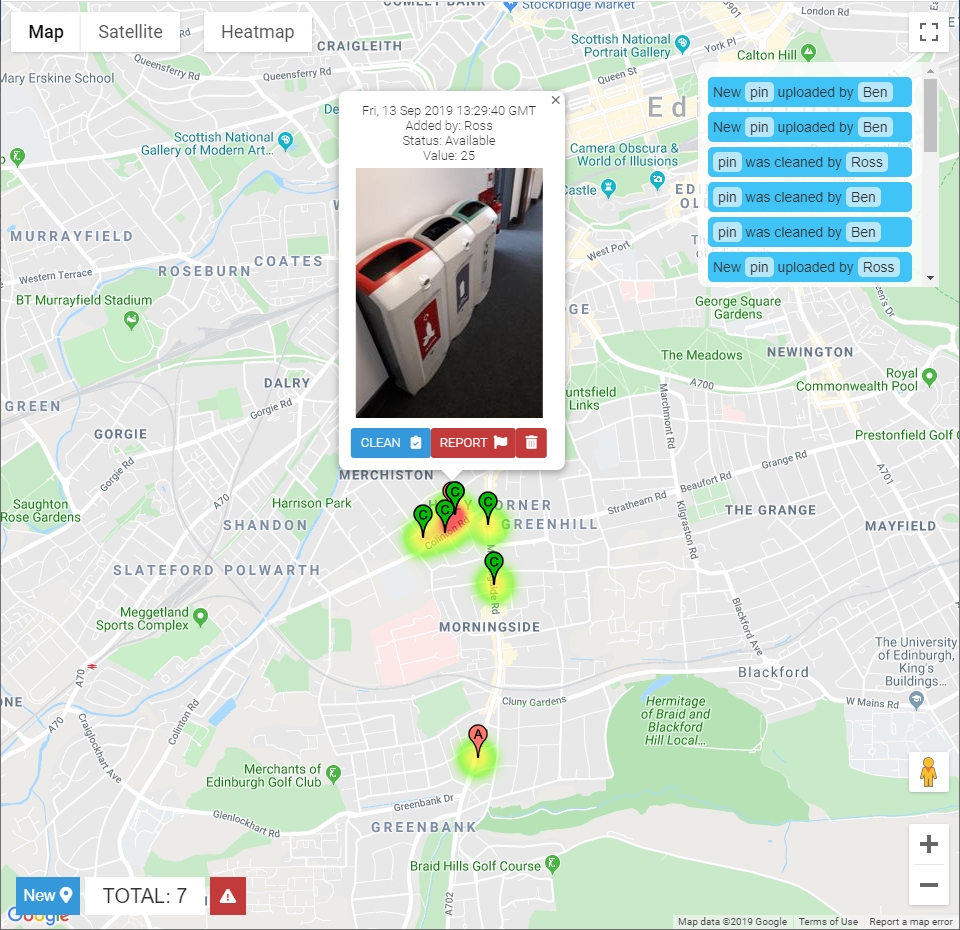 COMELY BANK
Stockbridge Market
London Rd
Map
Satellite
Heatmap
CRAIGLEITH
Scottish National
Portrait Gallery
York Pl
Calton Hill
Queensferry Rd
Queensferry Rd
Queen St
Mary Erskine School
Scottish National
Gallery of Modern Art...
De
Fri, 13 Sep 2019 13:29:40 GMT
Added by: Ross
Status: Available
Value: 25
New pin uploaded by Ben
New pin uploaded by Ben
pin was cleaned by Ross
pin was cleaned by Ben
pin was cleaned by Ben
New pin uploaded by Ross
Camera Obscura &
World of Illusions
Castle
West Port
MURRAYFIELD
COATES
ROSEBURN
Western Terrace
BT Murrayfield Stadium
George Square
Gardens
The Meadows
NEWINGTON
A700
Royal
Commonwealth Pool
DALRY
Gorgie Rd
GREEN
GORGIE
Gorgie Rd
untsfield
Links
Marchmont Rd
Prestonfield Golf C
CLEAN
REPORT
MERCHISTON
Grange Rd
Beaufort Rd
Strathearn Rd
A701
A70
Saughton
Rose Gardens
Harrison Park
SHANDON
C
C
C
C
ORNER
GREENHILL
Colinton Rd
Kilgraston Rd
THE GRANGE
MAYFIELD
SLATEFORD
POLWARTH
C
Meggetland
Sports Complex
MORNINGSIDE
Blackford Ave
The University
of Edinburgh,
King's
Buildings...
Blackford
A70
Cluny Gardens
W Mains Rd
Hermitage
of Braid and
Blackford
Hill Local...
A70
Colinton Rd
Craiglockhart Ave
A
Merchants of
Edinburgh Golf Club
Greenbank Dr
Glenlockhart Rd
GREENBANK
Braid Hills Golf Course
A702
New
TOTAL: 7
Google
Map data ©2019 Google
Terms of Use
Report a map error